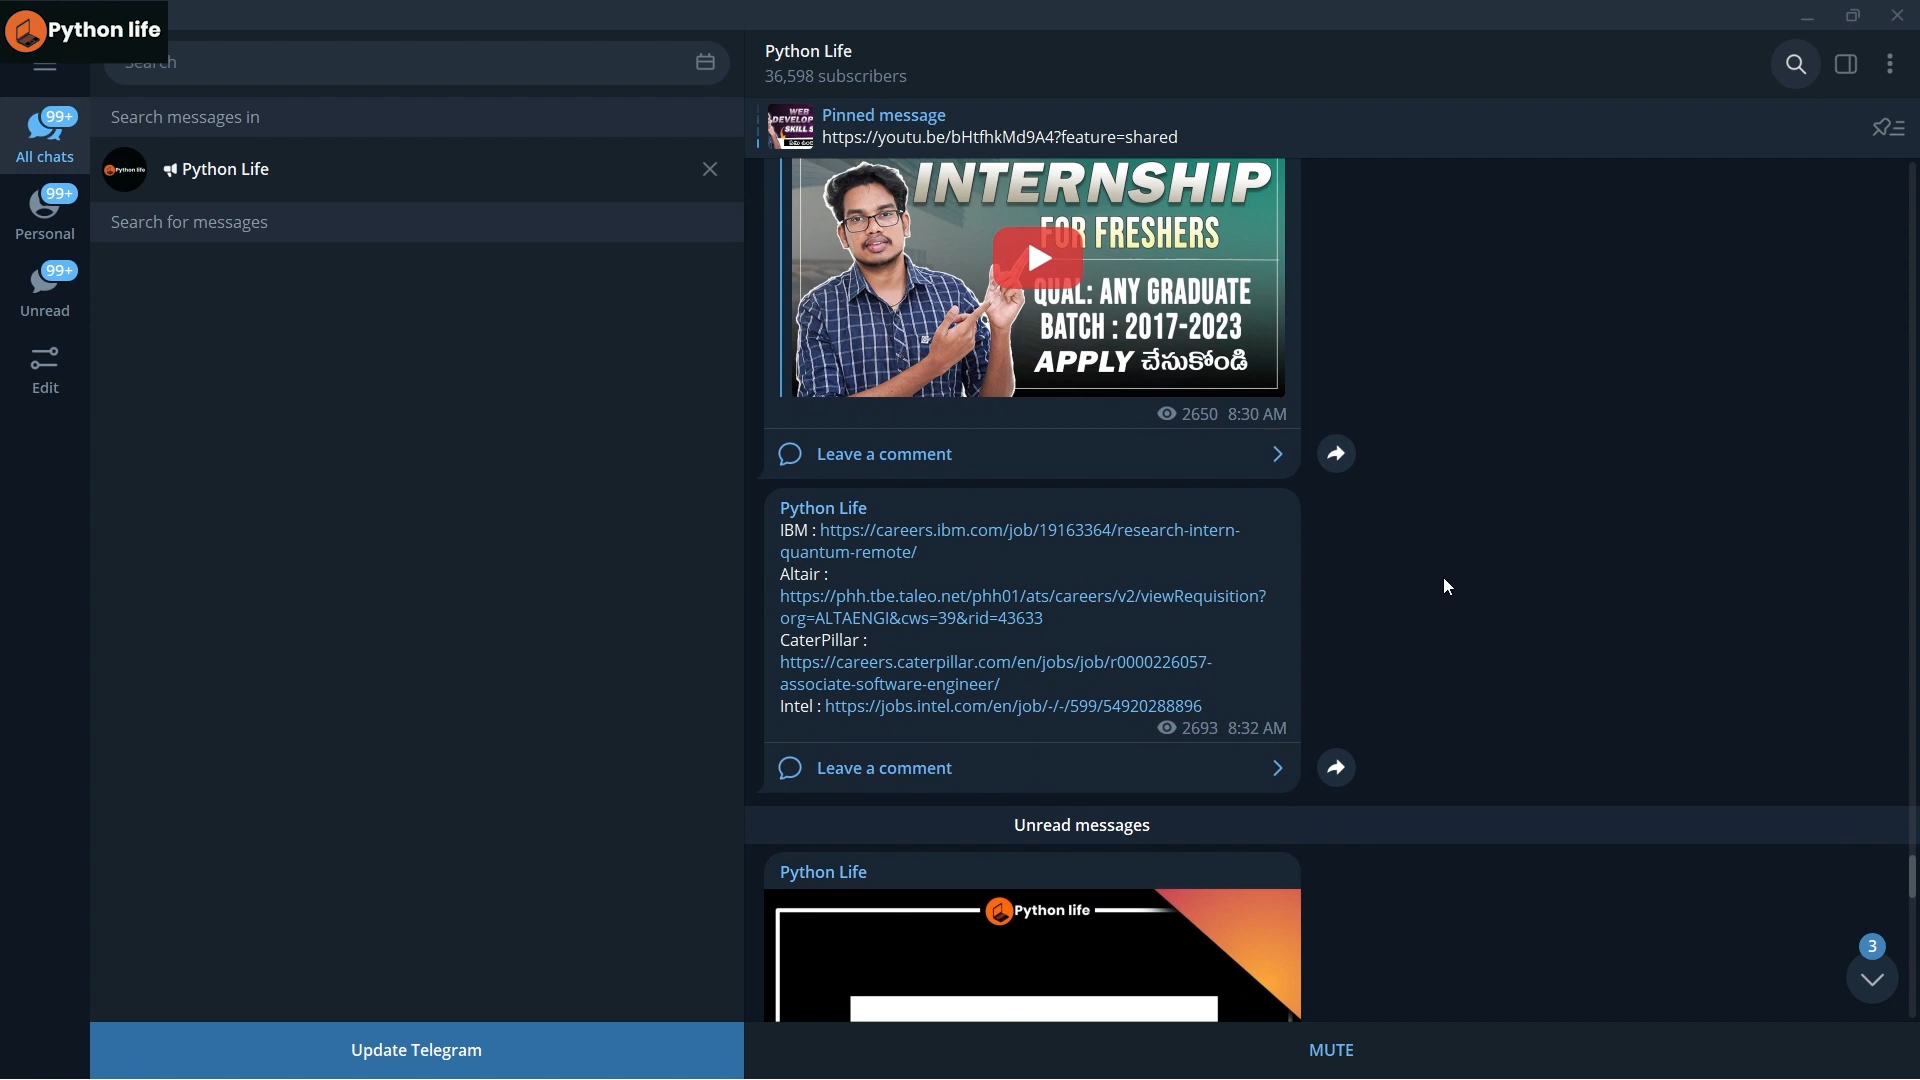 Python life
Search
Search messages in
Python life
Python Life
Search for messages
99+
All chats
99+
Personal
99+
Unread
Edit
Update Telegram
Python Life
36,598 subscribers
WEB
DEVELOP
SKILLS
Pinned message
https://youtu.be/bHtfhkMd9A4?feature=shared
INTERNSHIP
FOR FRESHERS
QUAL: ANY GRADUATE
BATCH : 2017-2023
APPLY చేసుకోండి
2650 8:30 AM
Leave a comment
Python Life
IBM : https://careers.ibm.com/job/19163364/research-intern-
quantum-remote/
Altair :
https://phh.tbe.taleo.net/phh01/ats/careers/v2/viewRequisition?
org=ALTAENGI&cws=39&rid=43633
CaterPillar :
https://careers.caterpillar.com/en/jobs/job/r0000226057-
associate-software-engineer/
Intel : https://jobs.intel.com/en/job/-/-/599/54920288896
2693 8:32 AM
Leave a comment
Unread messages
Python Life
Python life
3
MUTE